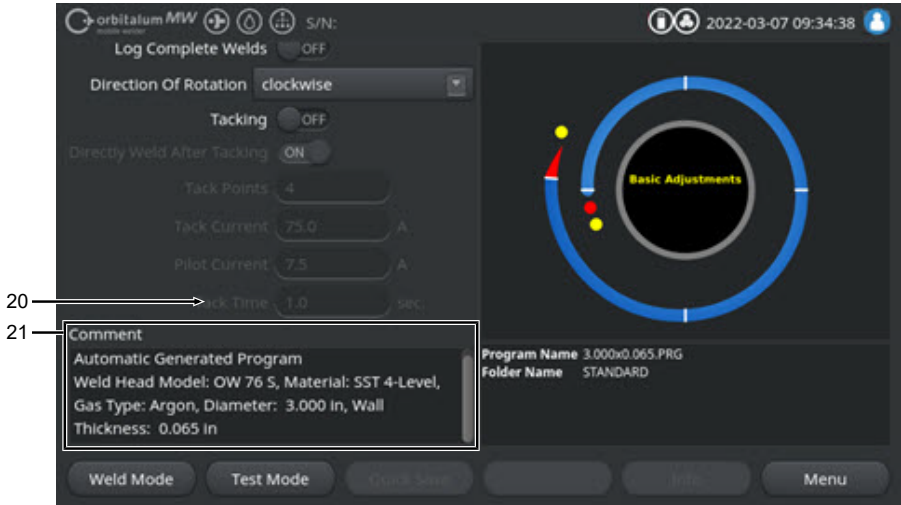 orbitalum MW S/N: 2022-03-07 09:34:38
mobile welder
Log Complete Welds OFF
Direction Of Rotation clockwise
Tacking OFF
Directly Weld After Tacking ON
Tack Points 4
Tack Current 75.0 A
Pilot Current 7.5 A
20 Tack Time 1.0 sec.
21
Comment
Automatic Generated Program
Weld Head Model: OW 76 S, Material: SST 4-Level,
Gas Type: Argon, Diameter: 3.000 in, Wall
Thickness: 0.065 in
Basic Adjustments
Program Name 3.000x0.065.PRG
Folder Name STANDARD
Weld Mode Test Mode Quick Save Info Menu